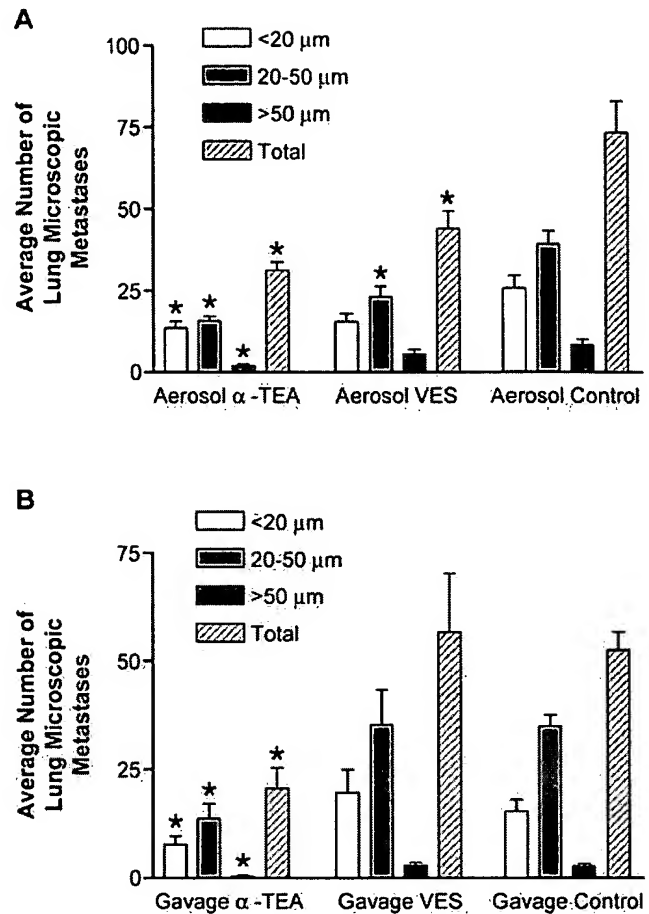 A
<20 μm
20-50 μm
>50 μm
Total
Average Number of
Lung Microscopic
Metastases
100
75
50
25
0
* * * *
* *
Aerosol α -TEA
Aerosol VES
Aerosol Control
B
<20 μm
20-50 μm
>50 μm
Total
Average Number of
Lung Microscopic
Metastases
75
50
25
0
* * * *
Gavage α -TEA
Gavage VES
Gavage Control